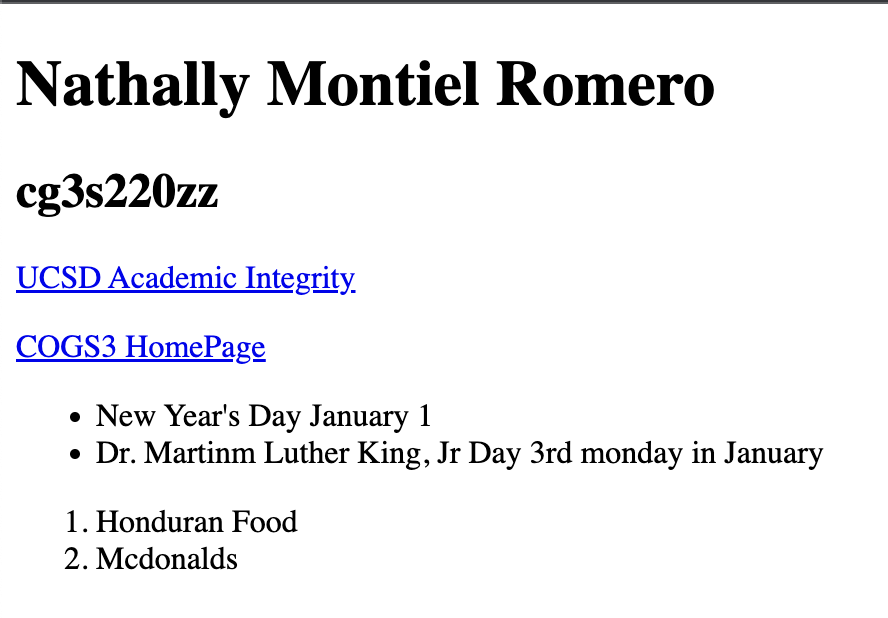 Nathally Montiel Romero
cg3s220zz
UCSD Academic Integrity
COGS3 HomePage
• New Year's Day January 1
• Dr. Martinm Luther King, Jr Day 3rd monday in January
1. Honduran Food
2. Mcdonalds